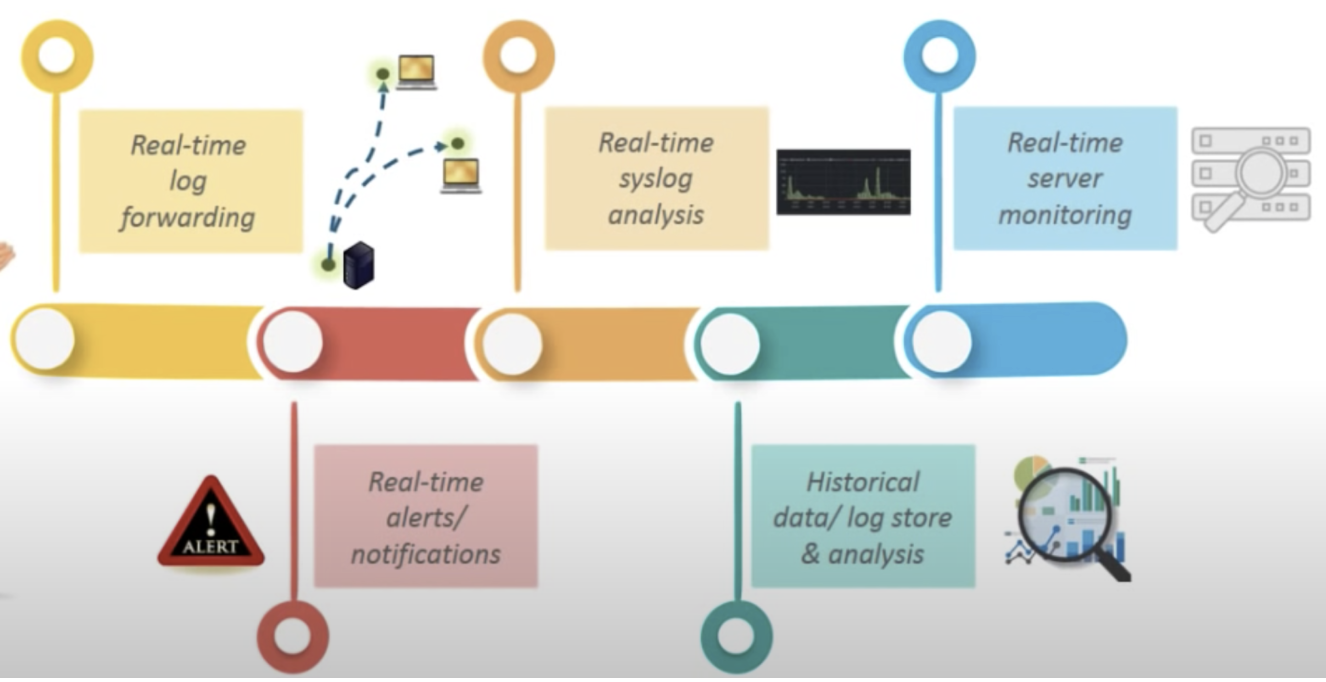 Real-time
log
forwarding
Real-time
syslog
analysis
Real-time
server
monitoring
ALERT
Real-time
alerts/
notifications
Historical
data/ log store
& analysis